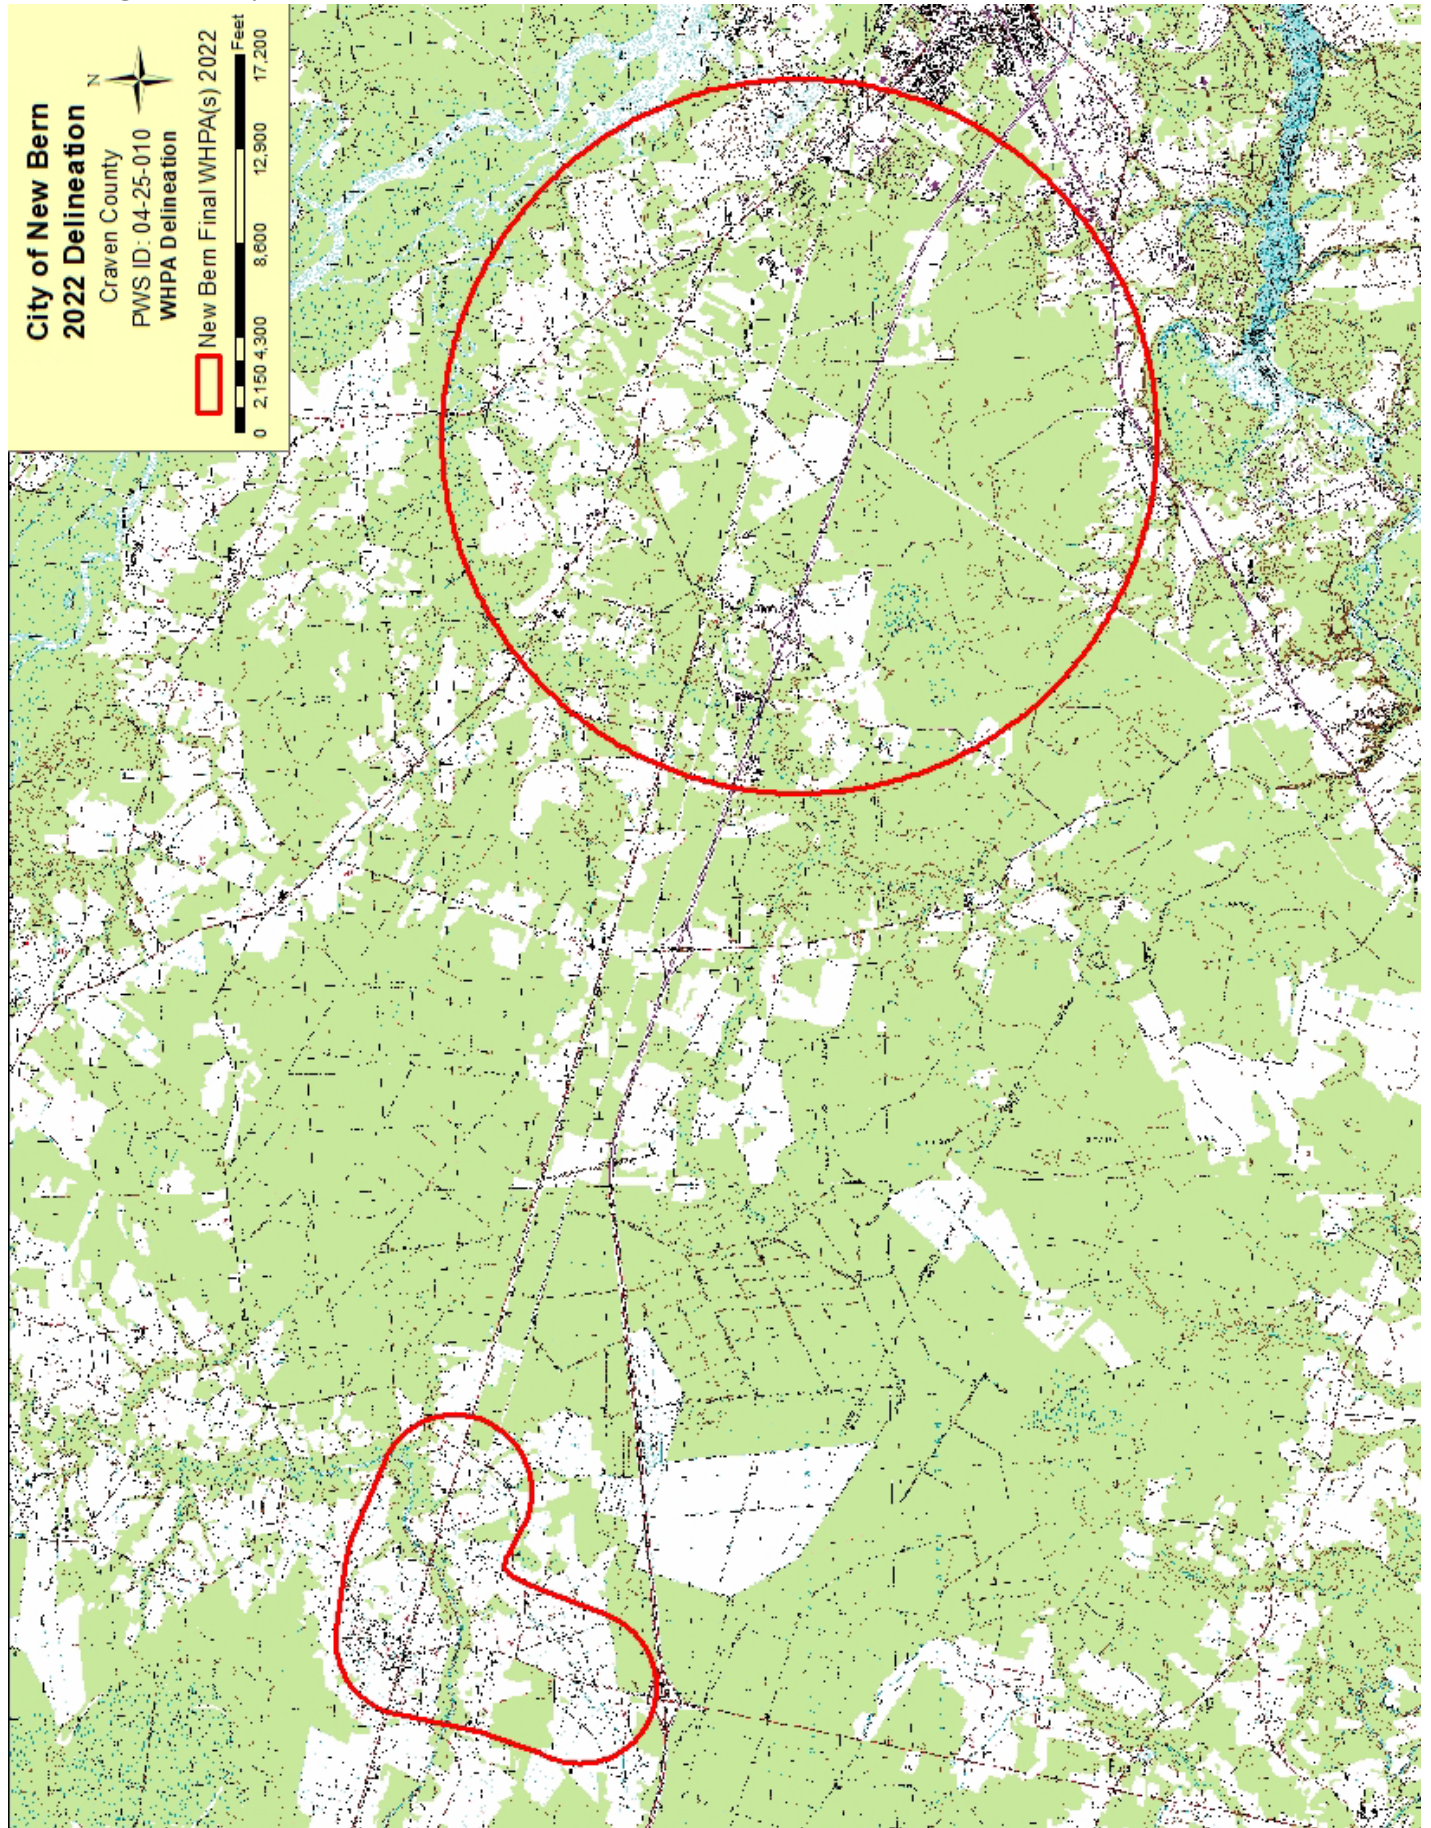 City of New Bern
2022 Delineation
N
Craven County
PWS ID: 04-25-010
WHPA Delineation
New Bern Final WHPA(s) 2022
0 2,150 4,300 8,600 12,900 17,200
Feet